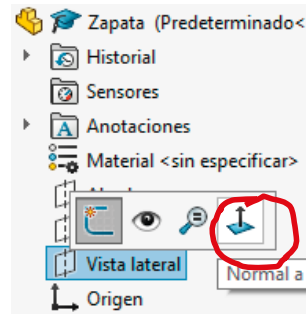 Zapata (Predeterminado<
Historial
Sensores
A Anotaciones
Material <sin especificar>
Vista lateral
Normal a
Origen